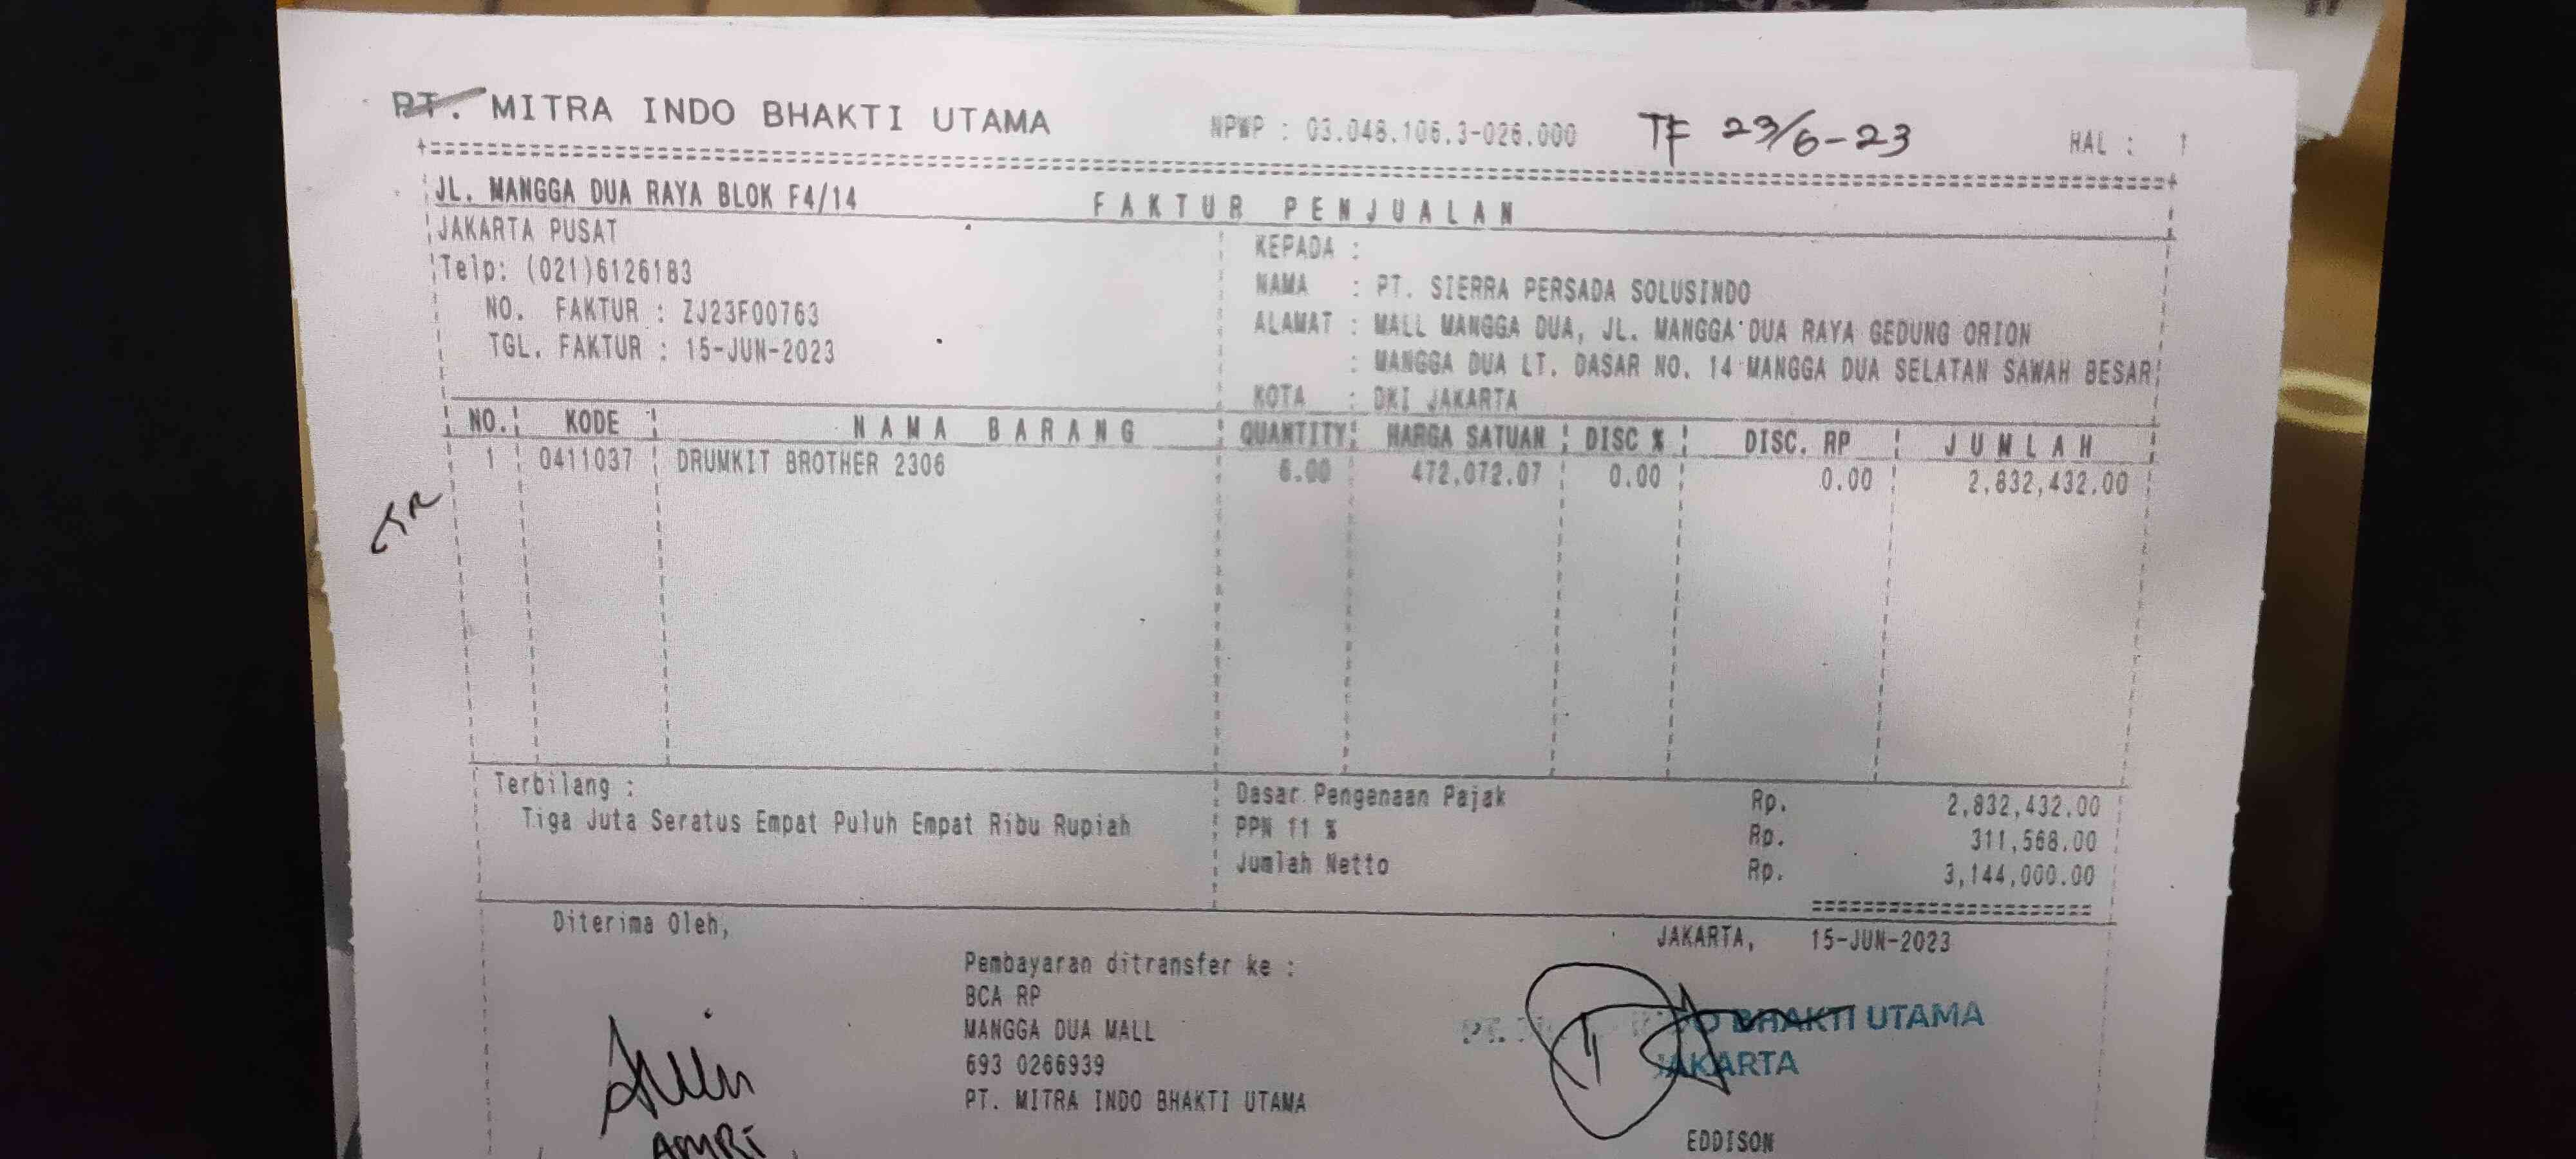 PT. MITRA INDO BHAKTI UTAMA NPWP : 03.048.106.3-026.000 TF 23/6-23 HAL : 1
JL. MANGGA DUA RAYA BLOK F4/14 FAKTUR PENJUALAN
JAKARTA PUSAT KEPADA :
Telp: (021)6126183 NAMA : PT. SIERRA PERSADA SOLUSINDO
NO. FAKTUR : ZJ23F00763 ALAMAT : MALL MANGGA DUA, JL. MANGGA DUA RAYA GEDUNG ORION
TGL. FAKTUR : 15-JUN-2023 : MANGGA DUA LT. DASAR NO. 14 MANGGA DUA SELATAN SAWAH BESAR
KOTA : DKI JAKARTA
NO. KODE NAMA BARANG QUANTITY HARGA SATUAN DISC % DISC. RP JUMLAH
1 0411037 DRUMKIT BROTHER 2306 6.00 472,072.07 0.00 0.00 2,832,432.00
Terbilang : Dasar Pengenaan Pajak Rp. 2,832,432.00
Tiga Juta Seratus Empat Puluh Empat Ribu Rupiah PPN 11 % Rp. 311,568.00
Jumlah Netto Rp. 3,144,000.00
Diterima Oleh, JAKARTA, 15-JUN-2023
Pembayaran ditransfer ke :
BCA RP
MANGGA DUA MALL BHAKTI UTAMA
693 0266939 JAKARTA
PT. MITRA INDO BHAKTI UTAMA
AMRI EDDISON